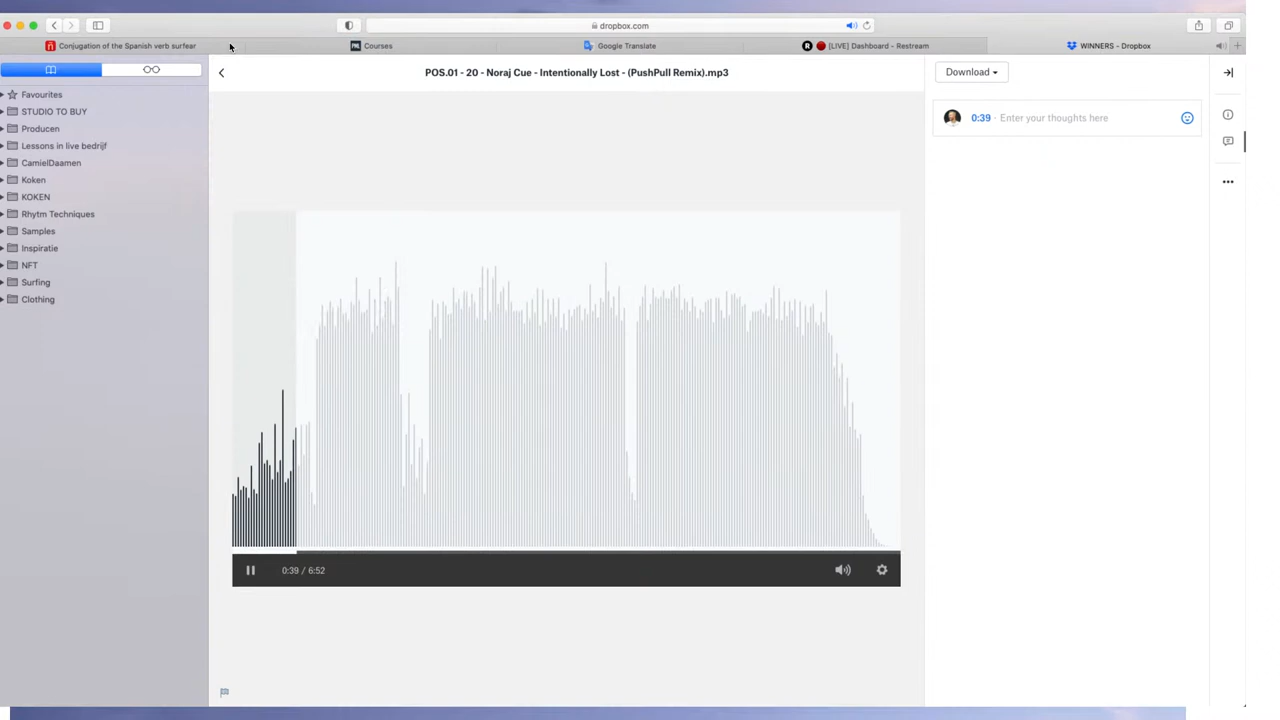 dropbox.com
Conjugation of the Spanish verb surfear
PML Courses
Google Translate
R [LIVE] Dashboard - Restream
WINNERS - Dropbox
Favourites
STUDIO TO BUY
Producen
Lessons in live bedrijf
CamielDaamen
Koken
KOKEN
Rhytm Techniques
Samples
Inspiratie
NFT
Surfing
Clothing
POS.01 - 20 - Noraj Cue - Intentionally Lost - (PushPull Remix).mp3
0:39 / 6:52
Download
0:39 - Enter your thoughts here